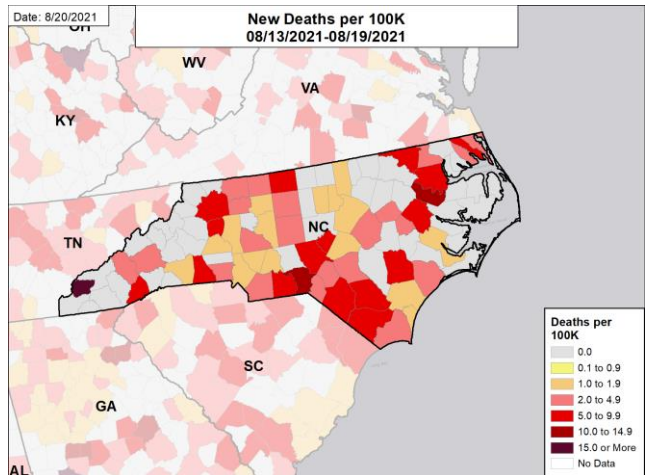 Date: 8/20/2021
New Deaths per 100K
08/13/2021-08/19/2021
OH
WV
VA
KY
TN
NC
SC
GA
AL
Deaths per
100K
0.0
0.1 to 0.9
1.0 to 1.9
2.0 to 4.9
5.0 to 9.9
10.0 to 14.9
15.0 or More
No Data